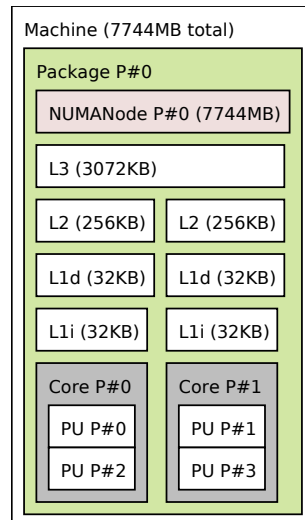 Machine (7744MB total)
Package P#0
NUMANode P#0 (7744MB)
L3 (3072KB)
L2 (256KB) L2 (256KB)
L1d (32KB) L1d (32KB)
L1i (32KB) L1i (32KB)
Core P#0 Core P#1
PU P#0 PU P#1
PU P#2 PU P#3